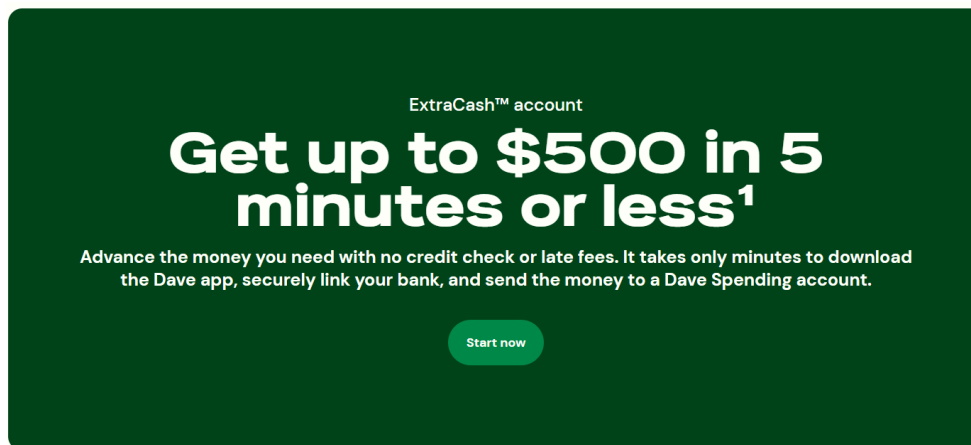 ExtraCash™ account
Get up to $500 in 5
minutes or less¹
Advance the money you need with no credit check or late fees. It takes only minutes to download
the Dave app, securely link your bank, and send the money to a Dave Spending account.
Start now